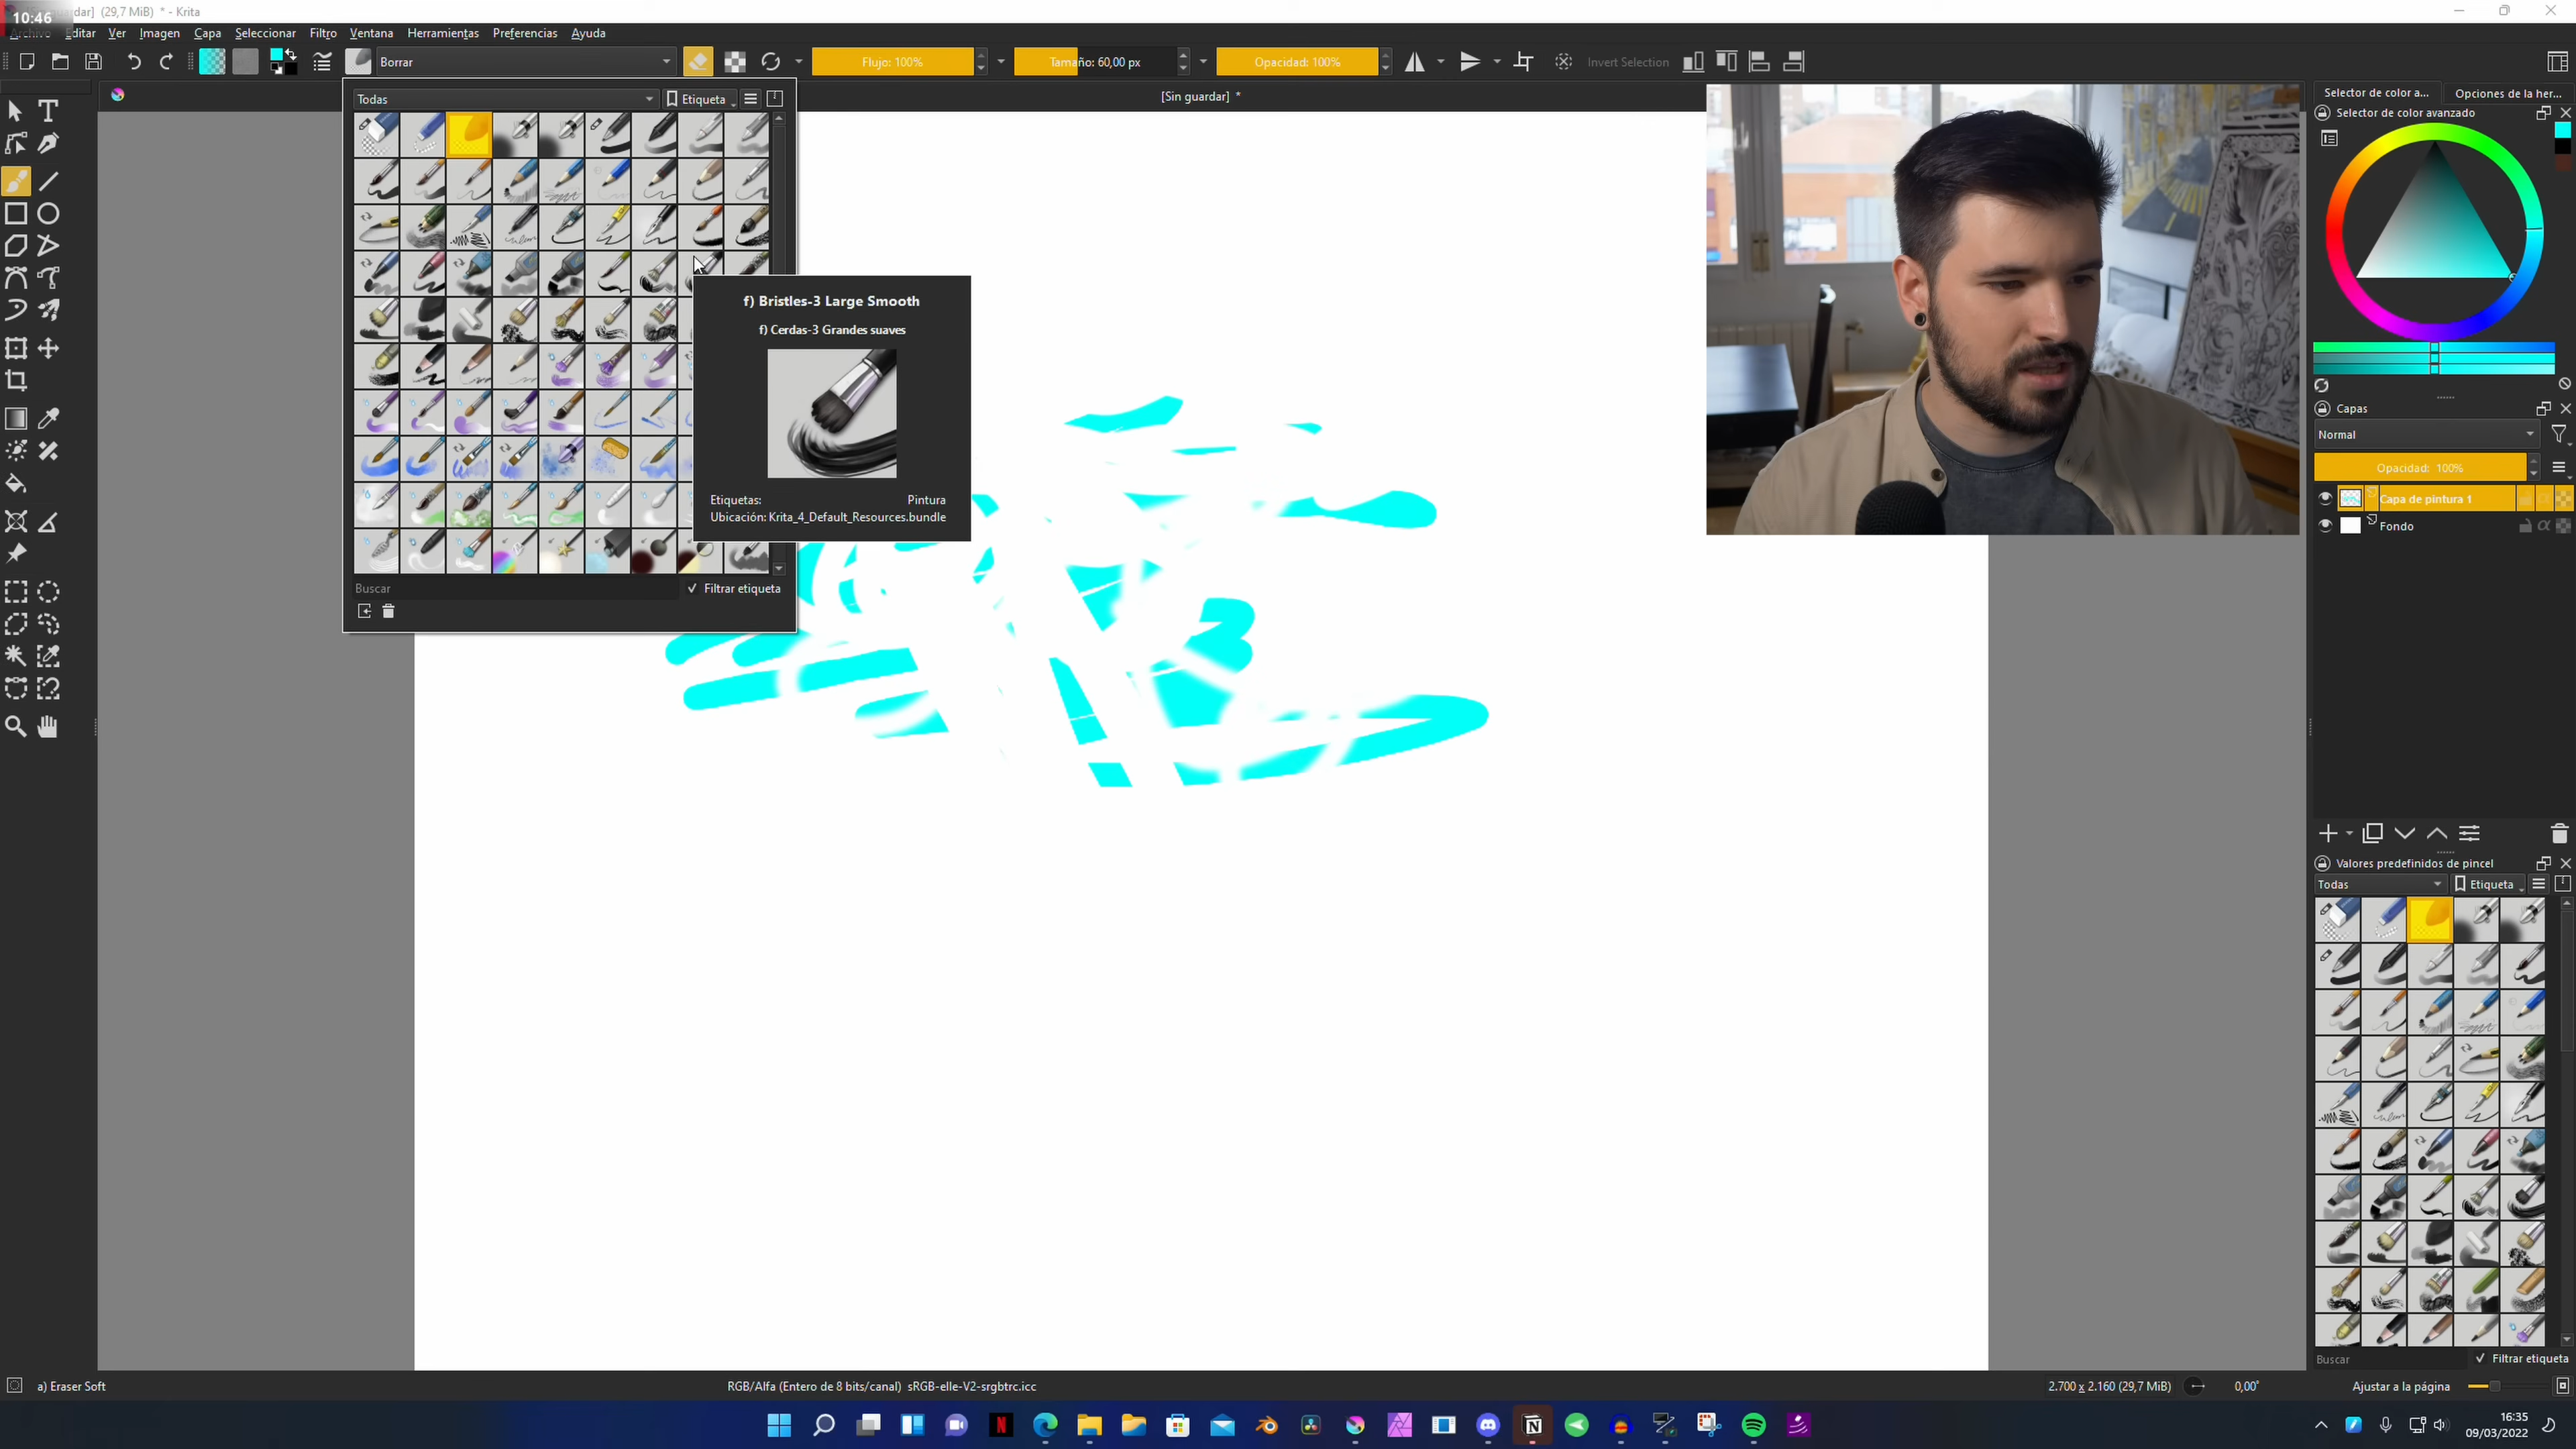 10:46
ardar] (29,7 MiB) * - Krita
Archivo Editar Ver Imagen Capa Seleccionar Filtro Ventana Herramientas Preferencias Ayuda
Borrar
Flujo: 100%
Tamaño: 60,00 px
Opacidad: 100%
Invert Selection
Todas
Etiqueta
[Sin guardar] *
Selector de color a...
Opciones de la her...
Selector de color avanzado
f) Bristles-3 Large Smooth
f) Cerdas-3 Grandes suaves
Etiquetas: Pintura
Ubicación: Krita_4_Default_Resources.bundle
Buscar
Filtrar etiqueta
Capas
Normal
Opacidad: 100%
Capa de pintura 1
Fondo
Valores predefinidos de pincel
Todas
Etiqueta
Buscar
Filtrar etiqueta
a) Eraser Soft
RGB/Alfa (Entero de 8 bits/canal) sRGB-elle-V2-srgbtrc.icc
2.700 x 2.160 (29,7 MiB)
0,00°
Ajustar a la página
16:35
09/03/2022